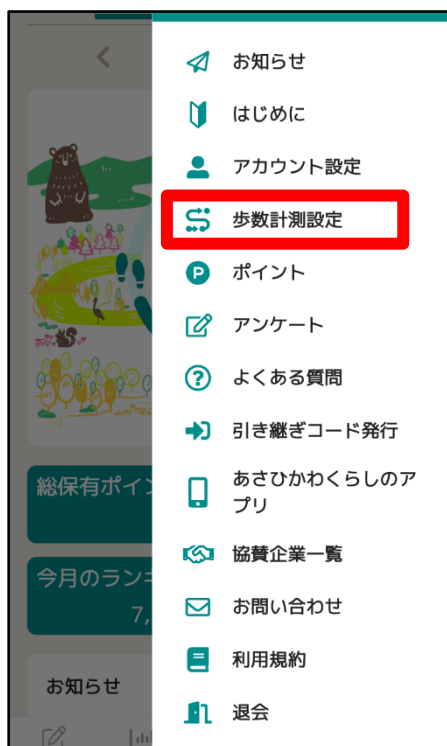 お知らせ
はじめに
アカウント設定
歩数計測設定
P ポイント
アンケート
? よくある質問
引き継ぎコード発行
あさひかわくらしのア
プリ
協賛企業一覧
お問い合わせ
利用規約
退会
総保有ポイン
今月のランキ
7,
お知らせ